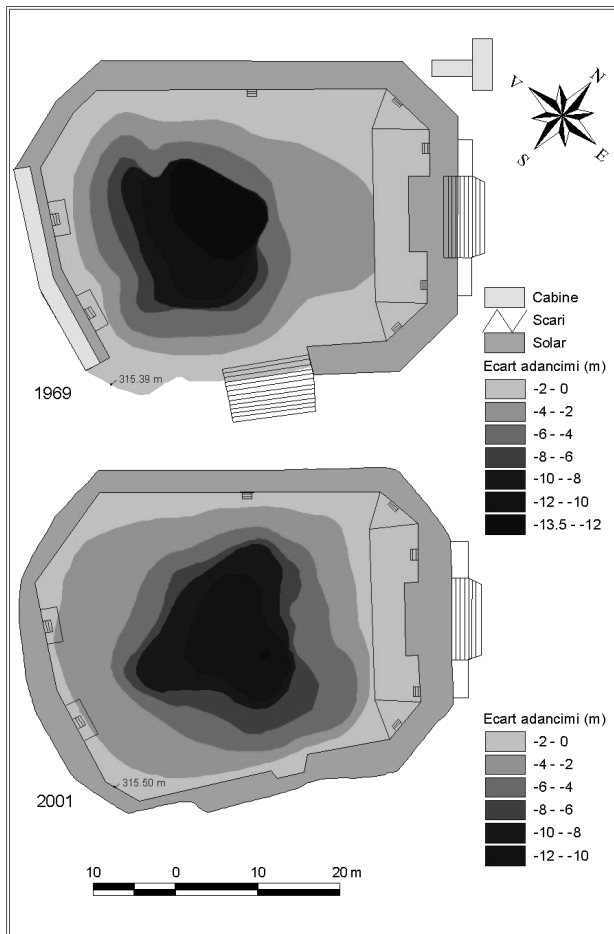 V
N
S
E
Cabine
Scari
Solar
Ecart adancimi (m)
-2 - 0
-4 - -2
-6 - -4
-8 - -6
-10 - -8
-12 - -10
-13.5 - -12
315.39 m
1969
315.50 m
2001
Ecart adancimi (m)
-2 - 0
-4 - -2
-6 - -4
-8 - -6
-10 - -8
-12 - -10
10 0 10 20 m